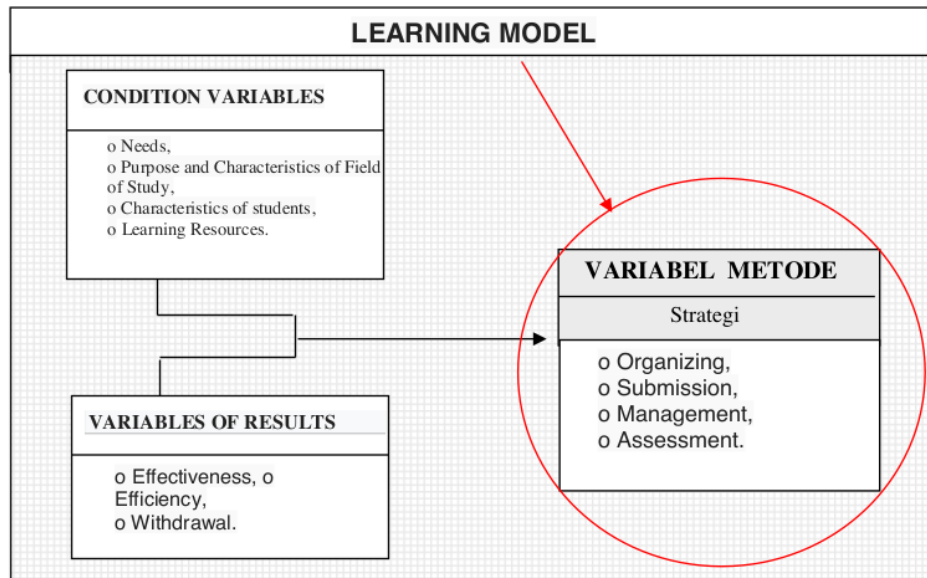 LEARNING MODEL
CONDITION VARIABLES
o Needs,
o Purpose and Characteristics of Field
of Study,
o Characteristics of students,
o Learning Resources.
VARIABEL METODE
Strategi
o Organizing,
o Submission,
o Management,
o Assessment.
VARIABLES OF RESULTS
o Effectiveness, o
Efficiency,
o Withdrawal.